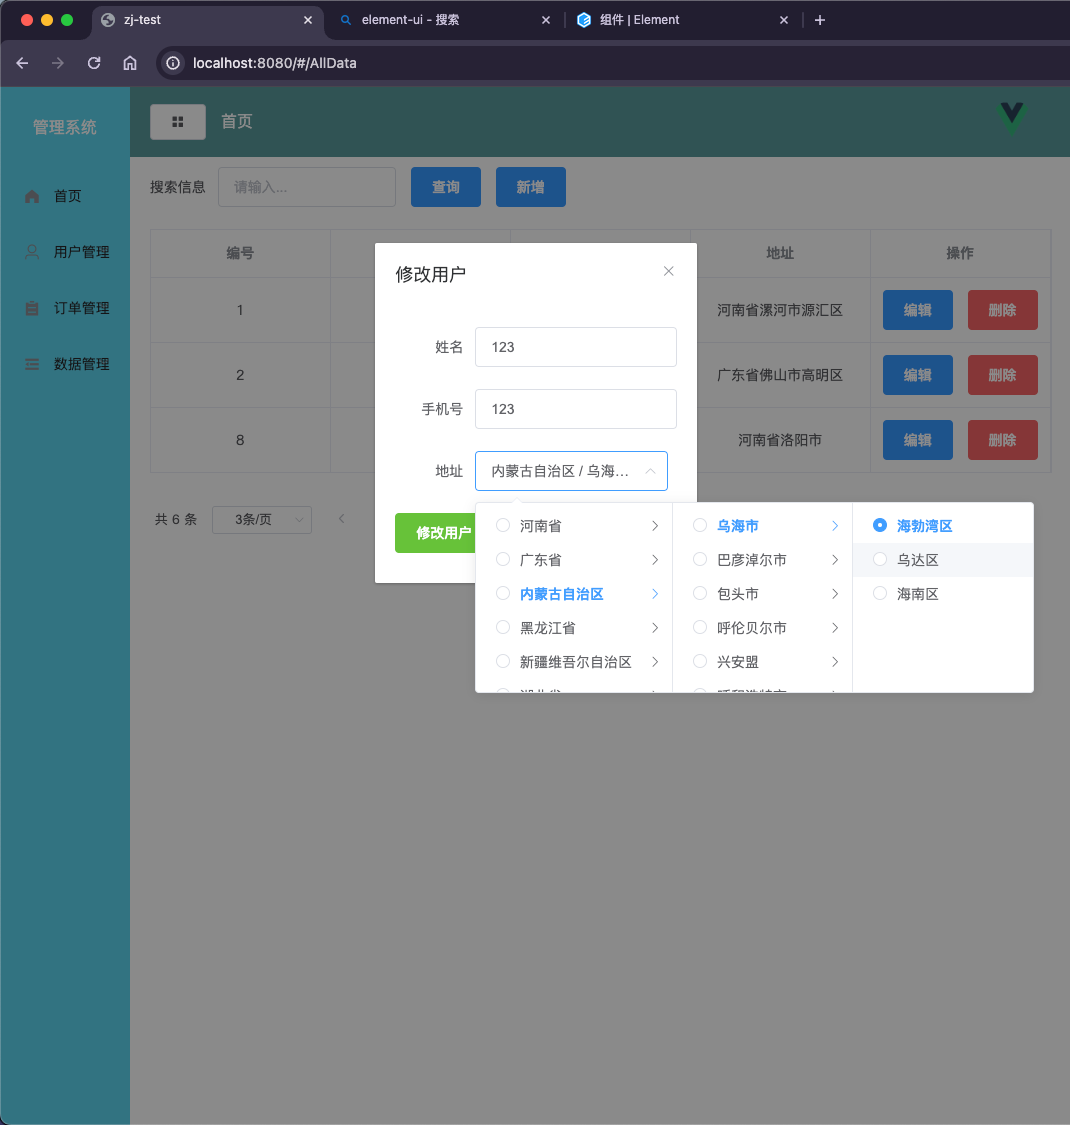 zj-test
element-ui - 搜索
组件 | Element
localhost:8080/#/AllData
管理系统
首页
首页
用户管理
订单管理
数据管理
搜索信息
请输入...
查询
新增
编号
地址
操作
1
河南省漯河市源汇区
编辑
删除
2
广东省佛山市高明区
编辑
删除
8
河南省洛阳市
编辑
删除
共 6 条
3条/页
修改用户
姓名
123
手机号
123
地址
内蒙古自治区 / 乌海...
修改用户
河南省
广东省
内蒙古自治区
黑龙江省
新疆维吾尔自治区
乌海市
巴彦淖尔市
包头市
呼伦贝尔市
兴安盟
海勃湾区
乌达区
海南区